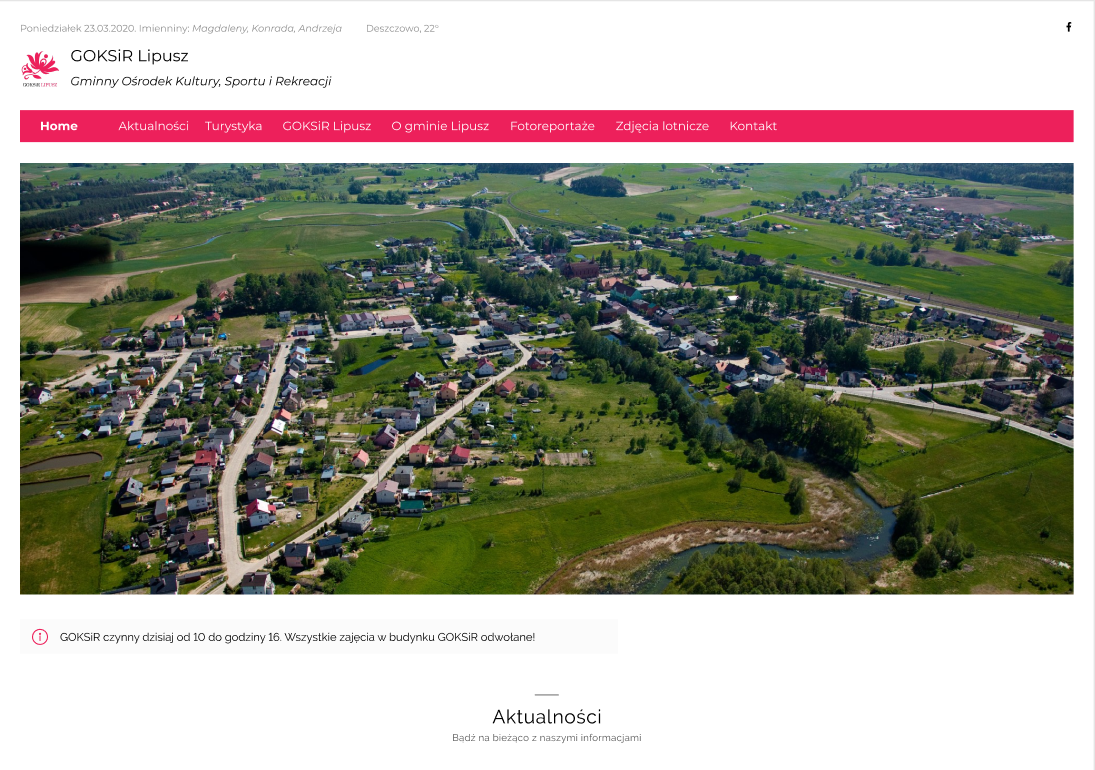 Poniedziałek 23.03.2020. Imienniny: Magdaleny, Konrada, Andrzeja Deszczowo, 22°
GOKSiR Lipusz
Gminny Ośrodek Kultury, Sportu i Rekreacji
GOKSiR LIPUSZ
Home Aktualności Turystyka GOKSiR Lipusz O gminie Lipusz Fotoreportaże Zdjęcia lotnicze Kontakt
GOKSiR czynny dzisiaj od 10 do godziny 16. Wszystkie zajęcia w budynku GOKSiR odwołane!
Aktualności
Bądź na bieżąco z naszymi informacjami